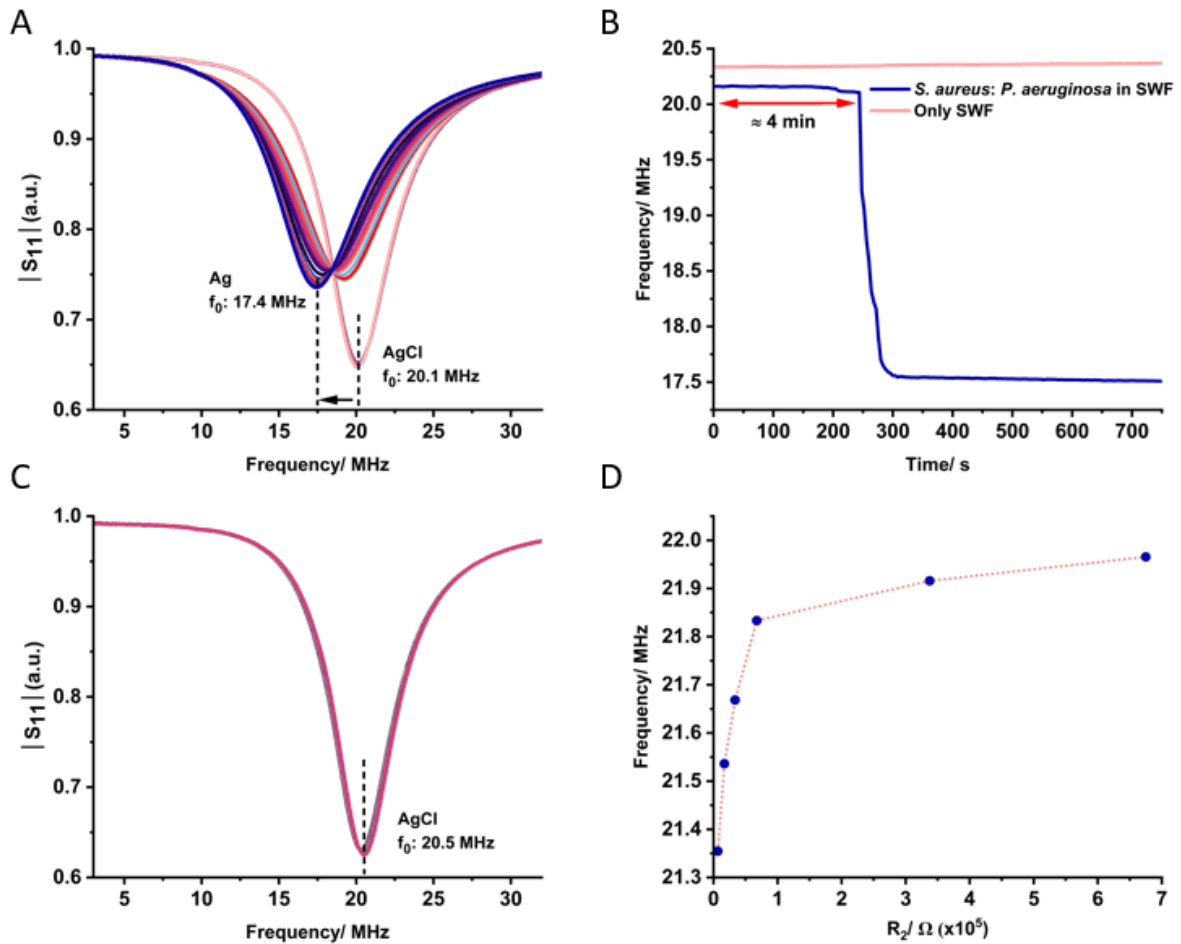 A
1.0
0.9
0.8
0.7
0.6
|S₁₁| (a.u.)
Ag
f₀: 17.4 MHz
AgCl
f₀: 20.1 MHz
5 10 15 20 25 30
Frequency/ MHz
B
20.5
20.0
19.5
19.0
18.5
18.0
17.5
Frequency/ MHz
S. aureus: P. aeruginosa in SWF
Only SWF
≈ 4 min
0 100 200 300 400 500 600 700
Time/ s
C
1.0
0.9
0.8
0.7
0.6
|S₁₁| (a.u.)
AgCl
f₀: 20.5 MHz
5 10 15 20 25 30
Frequency/ MHz
D
22.0
21.9
21.8
21.7
21.6
21.5
21.4
21.3
Frequency/ MHz
0 1 2 3 4 5 6 7
R₂/ Ω (x10⁵)